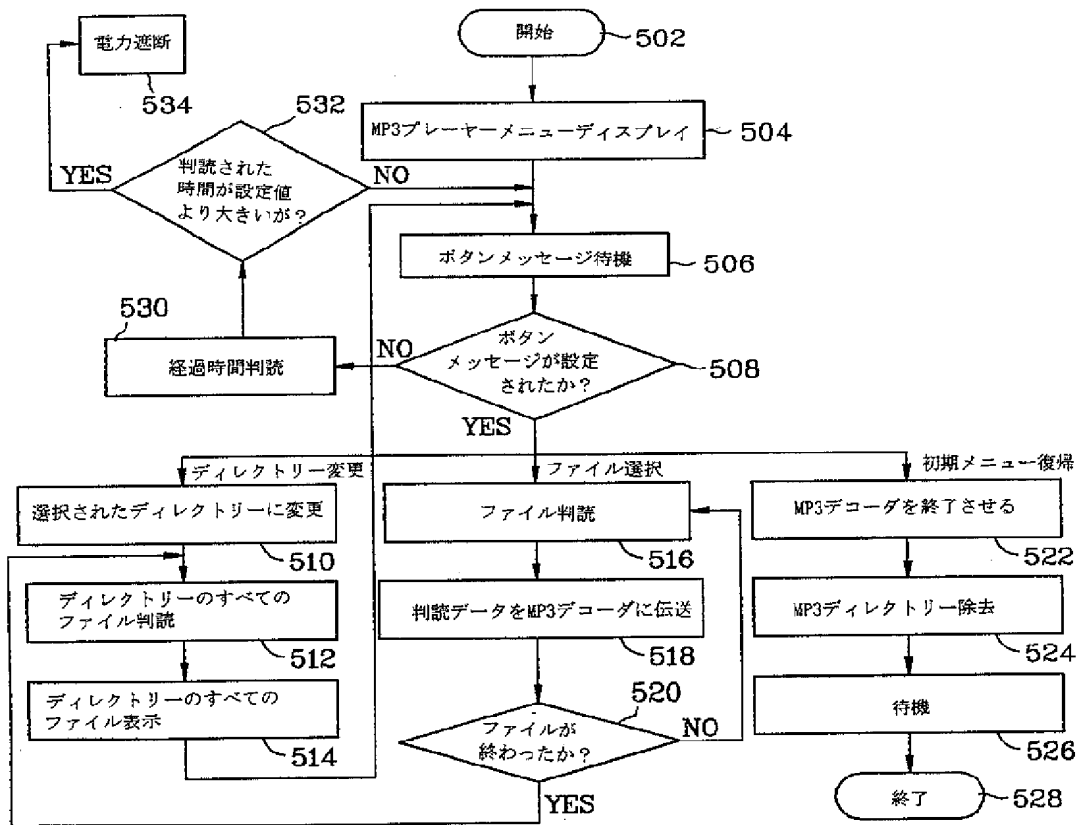 開始
502
MP3プレーヤーメニューディスプレイ
504
電力遮断
534
532
判読された
時間が設定値
より大きいが？
YES
NO
ボタンメッセージ待機
506
530
経過時間判読
NO
ボタン
メッセージが設定
されたか？
508
YES
ディレクトリー変更
ファイル選択
初期メニュー復帰
選択されたディレクトリーに変更
510
ディレクトリーのすべての
ファイル判読
512
ディレクトリーのすべての
ファイル表示
514
ファイル判読
516
判読データをMP3デコーダに伝送
518
520
ファイルが
終わったか？
NO
YES
MP3デコーダを終了させる
522
MP3ディレクトリー除去
524
待機
526
終了
528